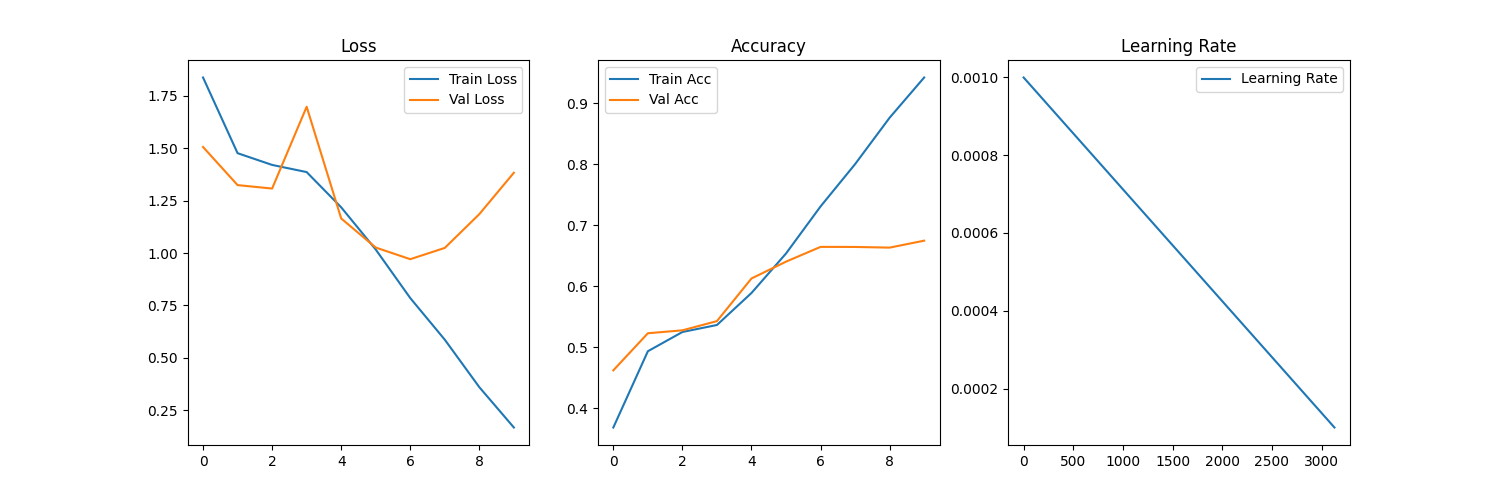 Loss
Train Loss
Val Loss
1.75
1.50
1.25
1.00
0.75
0.50
0.25
0 2 4 6 8
Accuracy
Train Acc
Val Acc
0.9
0.8
0.7
0.6
0.5
0.4
0 2 4 6 8
Learning Rate
Learning Rate
0.0010
0.0008
0.0006
0.0004
0.0002
0 500 1000 1500 2000 2500 3000